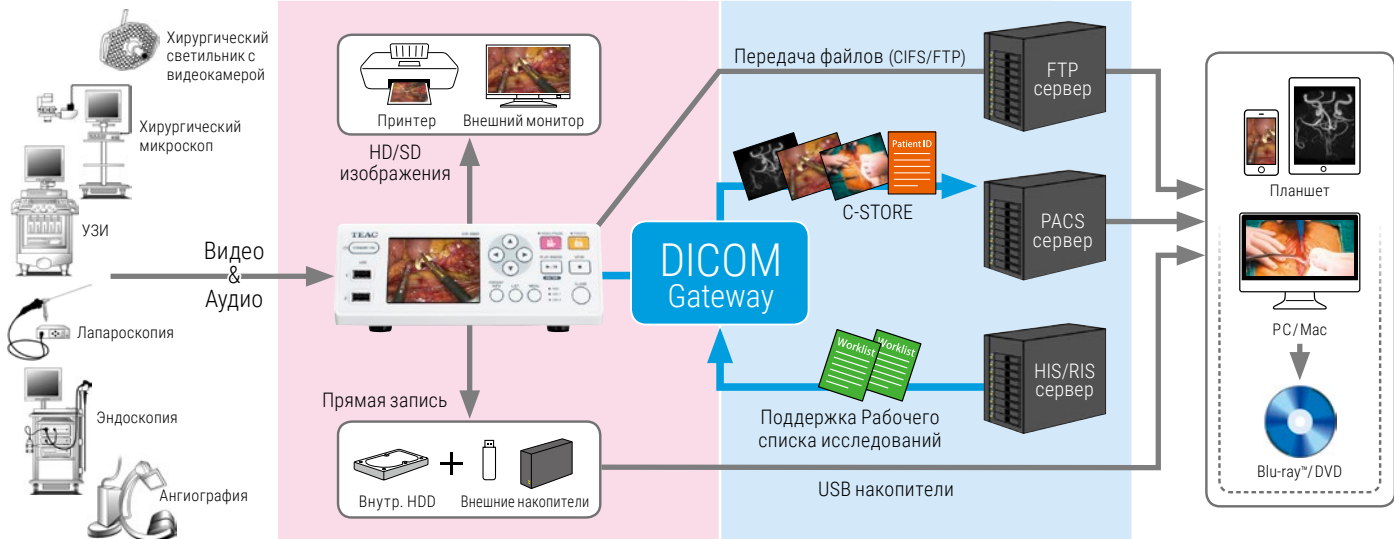 Хирургический
светильник с
видеокамерой
Хирургический
микроскоп
УЗИ
Лапароскопия
Эндоскопия
Ангиография
Видео
&
Аудио
Принтер
Внешний монитор
HD/SD
изображения
TEAC
Прямая запись
Внутр. HDD
Внешние накопители
Передача файлов (CIFS/FTP)
FTP
сервер
Patient ID
C-STORE
PACS
сервер
DICOM
Gateway
Worklist
Worklist
HIS/RIS
сервер
Поддержка Рабочего
списка исследований
USB накопители
Планшет
PC/Mac
Blu-ray™/DVD